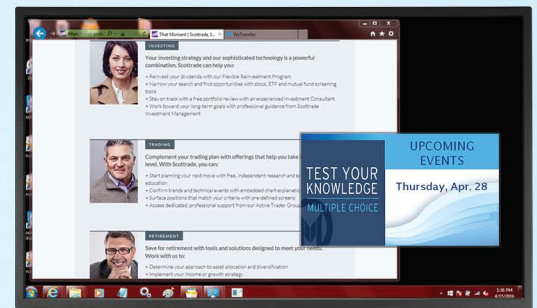 That Moment | Scottrade, I...
WeTransfer
INVESTING
Your investing strategy and our sophisticated technology is a powerful
combination. Scottrade can help you:
• Reinvest your dividends with our Flexible Reinvestment Program
• Narrow your search and find opportunities with stock, ETF and mutual fund screening
tools
• Stay on track with a free portfolio review with an experienced Investment Consultant
• Work toward your long-term goals with professional guidance from Scottrade
Investment Management
TRADING
Complement your trading plan with offerings that help you take
level. With Scottrade, you can:
• Start planning your next move with free, independent research and
education
• Confirm trends and technical events with embedded chart
• Surface positions that match your criteria with pre-defined screens
• Access dedicated, professional support from our Active Trader Group
TEST YOUR
KNOWLEDGE
MULTIPLE CHOICE
UPCOMING
EVENTS
Thursday, Apr. 28
RETIREMENT
Save for retirement with tools and solutions designed to meet your needs.
Work with us to:
• Determine your approach to asset allocation and diversification
• Implement your income or growth strategy
3:38 PM
4/15/2016